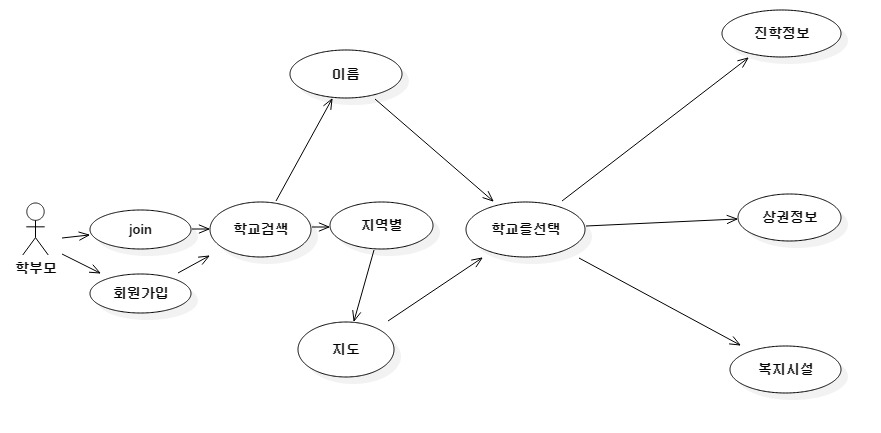 진학정보
이름
join
학교검색
지역별
학교를선택
상권정보
학부모
회원가입
지도
복지시설